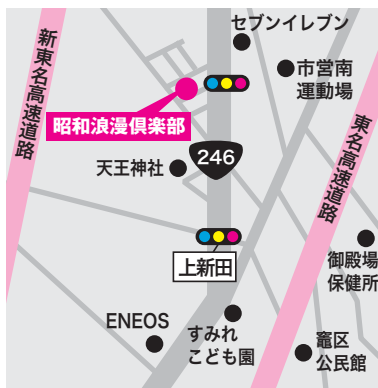 セブンイレブン
新東名高速道路
市営南
運動場
昭和浪漫倶楽部
東名高速道路
246
天王神社
上新田
御殿場
保健所
ENEOS
すみれ
こども園
竈区
公民館